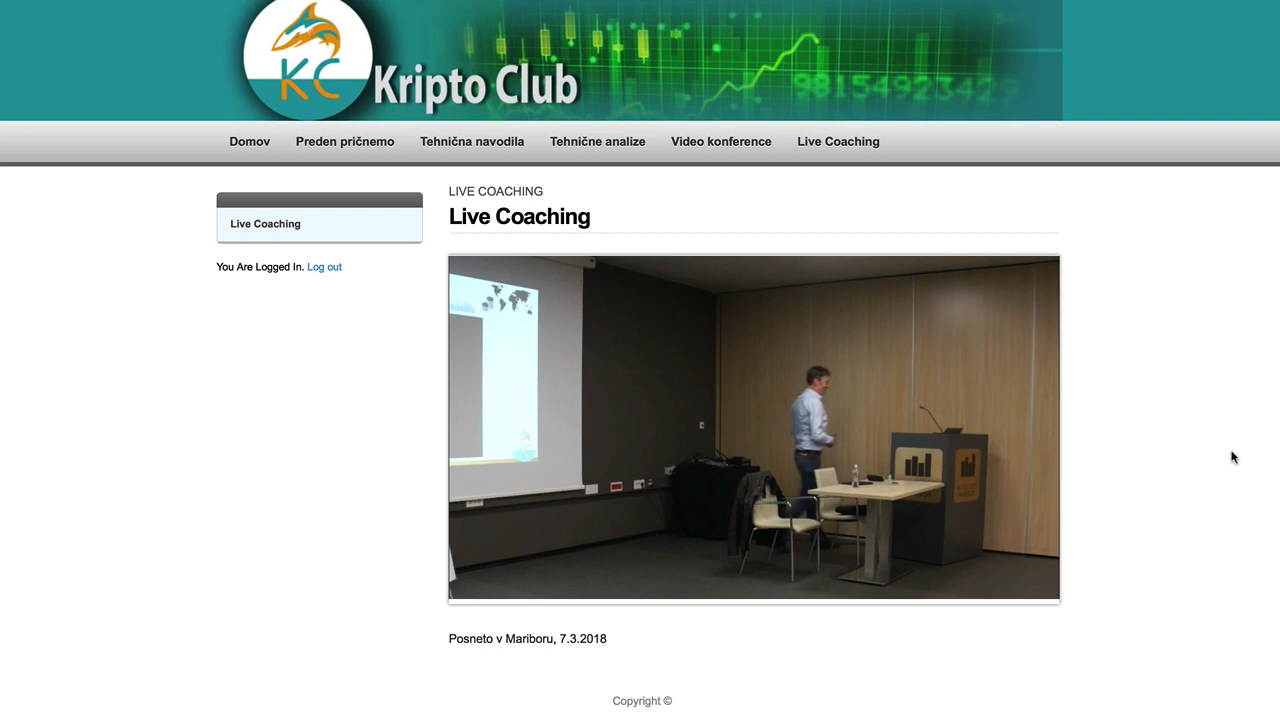 KC
Kripto Club
98154923429
Domov Preden pričnemo Tehnična navodila Tehnične analize Video konference Live Coaching
LIVE COACHING
Live Coaching
Live Coaching
You Are Logged In. Log out
Posneto v Mariboru, 7.3.2018
Copyright ©